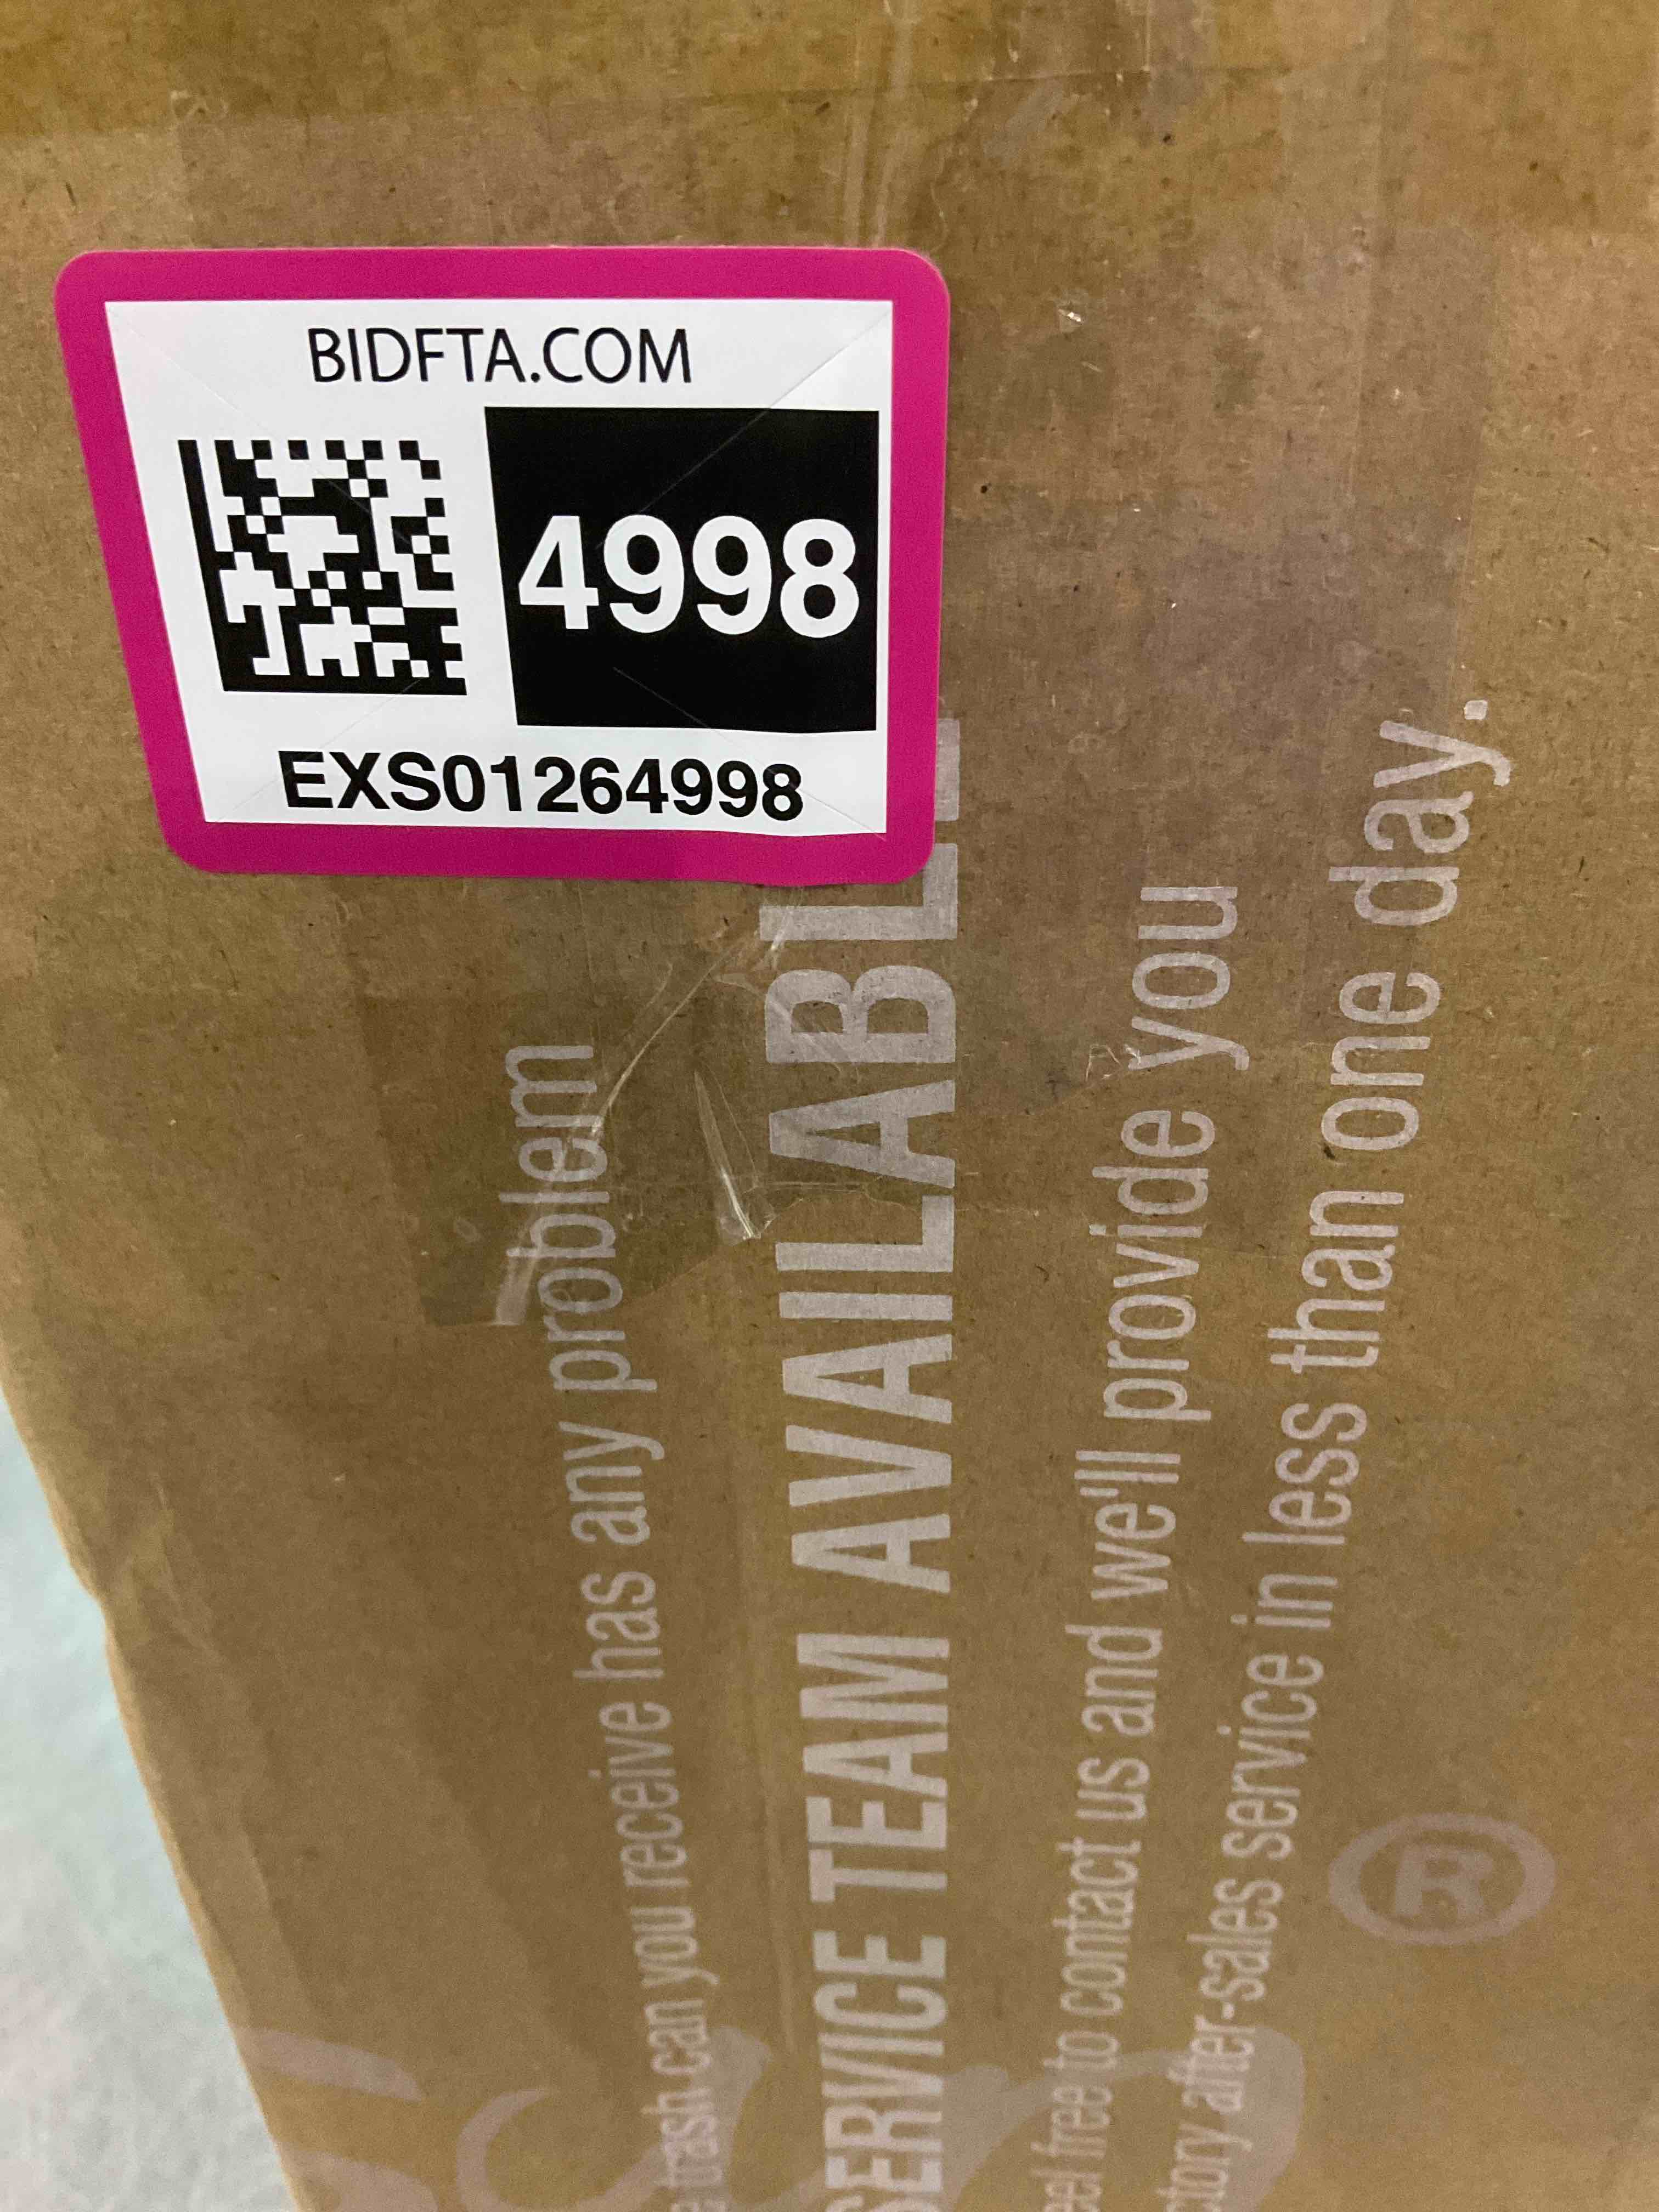 BIDFTA.COM
4998
EXS01264998
trash can you receive has any problem
SERVICE TEAM AVAILABLE
free to contact us and we'll provide you
after-sales service in less than one day.
®